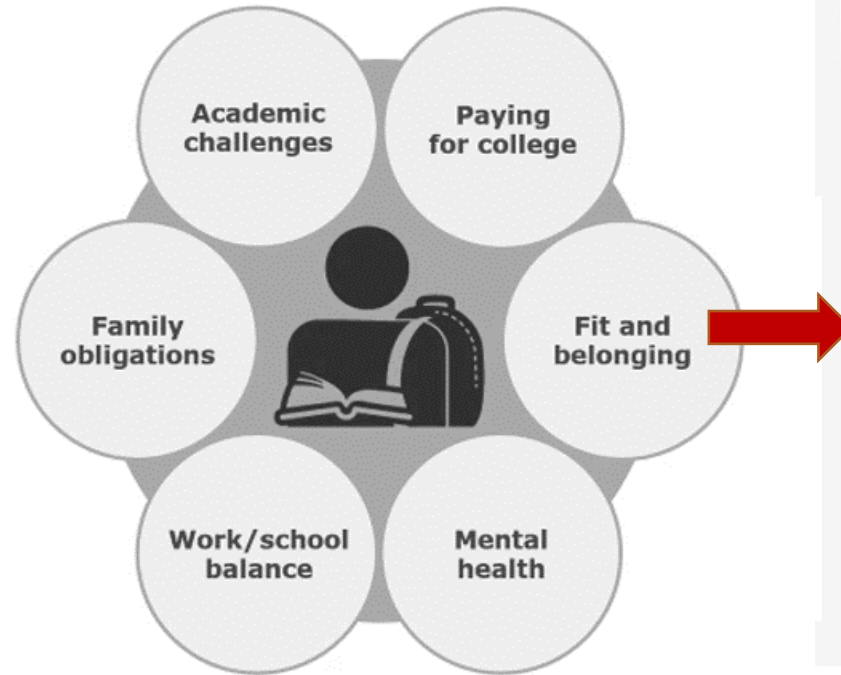 Academic
challenges
Paying
for college
Family
obligations
Fit and
belonging
Work/school
balance
Mental
health